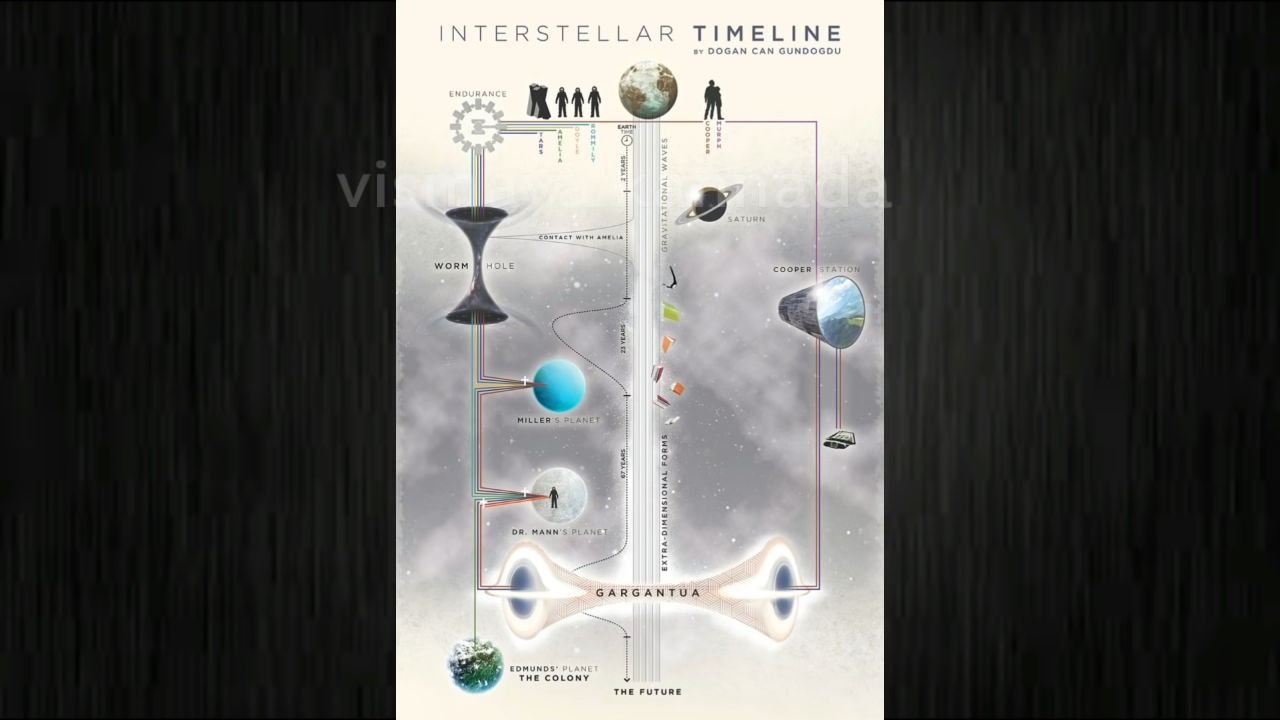 INTERSTELLAR TIMELINE
BY DOGAN CAN GUNDOGDU
ENDURANCE
TARS
AMELIA
DOYLE
ROMMILY
EARTH
TIME
COOPER
MURPH
2 YEARS
GRAVITATIONAL WAVES
SATURN
CONTACT WITH AMELIA
WORM HOLE
COOPER STATION
23 YEARS
MILLER'S PLANET
67 YEARS
EXTRA-DIMENSIONAL FORMS
DR. MANN'S PLANET
GARGANTUA
EDMUNDS' PLANET
THE COLONY
THE FUTURE